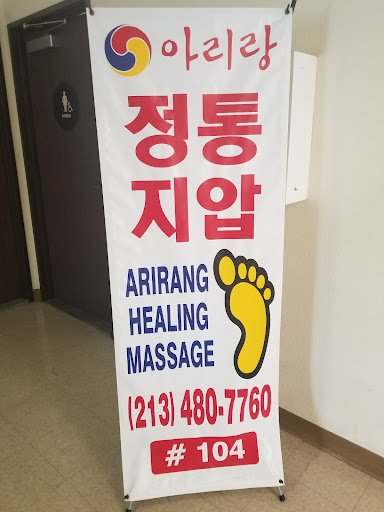 아리랑
정통
지압
ARIRANG
HEALING
MASSAGE
(213) 480-7760
# 104